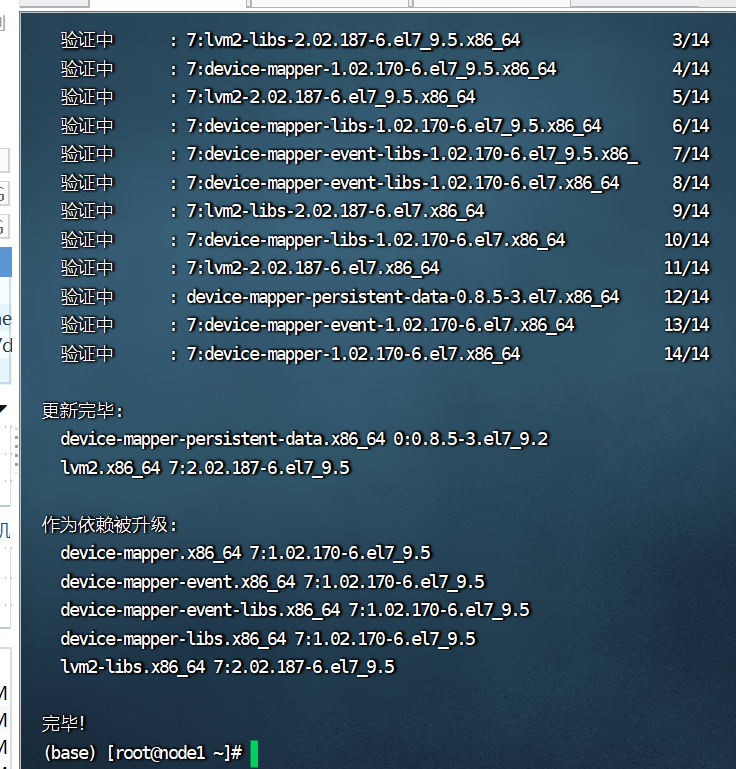 验证中 : 7:lvm2-libs-2.02.187-6.el7_9.5.x86_64 3/14
验证中 : 7:device-mapper-1.02.170-6.el7_9.5.x86_64 4/14
验证中 : 7:lvm2-2.02.187-6.el7_9.5.x86_64 5/14
验证中 : 7:device-mapper-libs-1.02.170-6.el7_9.5.x86_64 6/14
验证中 : 7:device-mapper-event-libs-1.02.170-6.el7_9.5.x86_ 7/14
验证中 : 7:device-mapper-event-libs-1.02.170-6.el7.x86_64 8/14
验证中 : 7:lvm2-libs-2.02.187-6.el7.x86_64 9/14
验证中 : 7:device-mapper-libs-1.02.170-6.el7.x86_64 10/14
验证中 : 7:lvm2-2.02.187-6.el7.x86_64 11/14
验证中 : device-mapper-persistent-data-0.8.5-3.el7.x86_64 12/14
验证中 : 7:device-mapper-event-1.02.170-6.el7.x86_64 13/14
验证中 : 7:device-mapper-1.02.170-6.el7.x86_64 14/14
更新完毕:
device-mapper-persistent-data.x86_64 0:0.8.5-3.el7_9.2
lvm2.x86_64 7:2.02.187-6.el7_9.5
作为依赖被升级:
device-mapper.x86_64 7:1.02.170-6.el7_9.5
device-mapper-event.x86_64 7:1.02.170-6.el7_9.5
device-mapper-event-libs.x86_64 7:1.02.170-6.el7_9.5
device-mapper-libs.x86_64 7:1.02.170-6.el7_9.5
lvm2-libs.x86_64 7:2.02.187-6.el7_9.5
完毕!
(base) [root@node1 ~]#